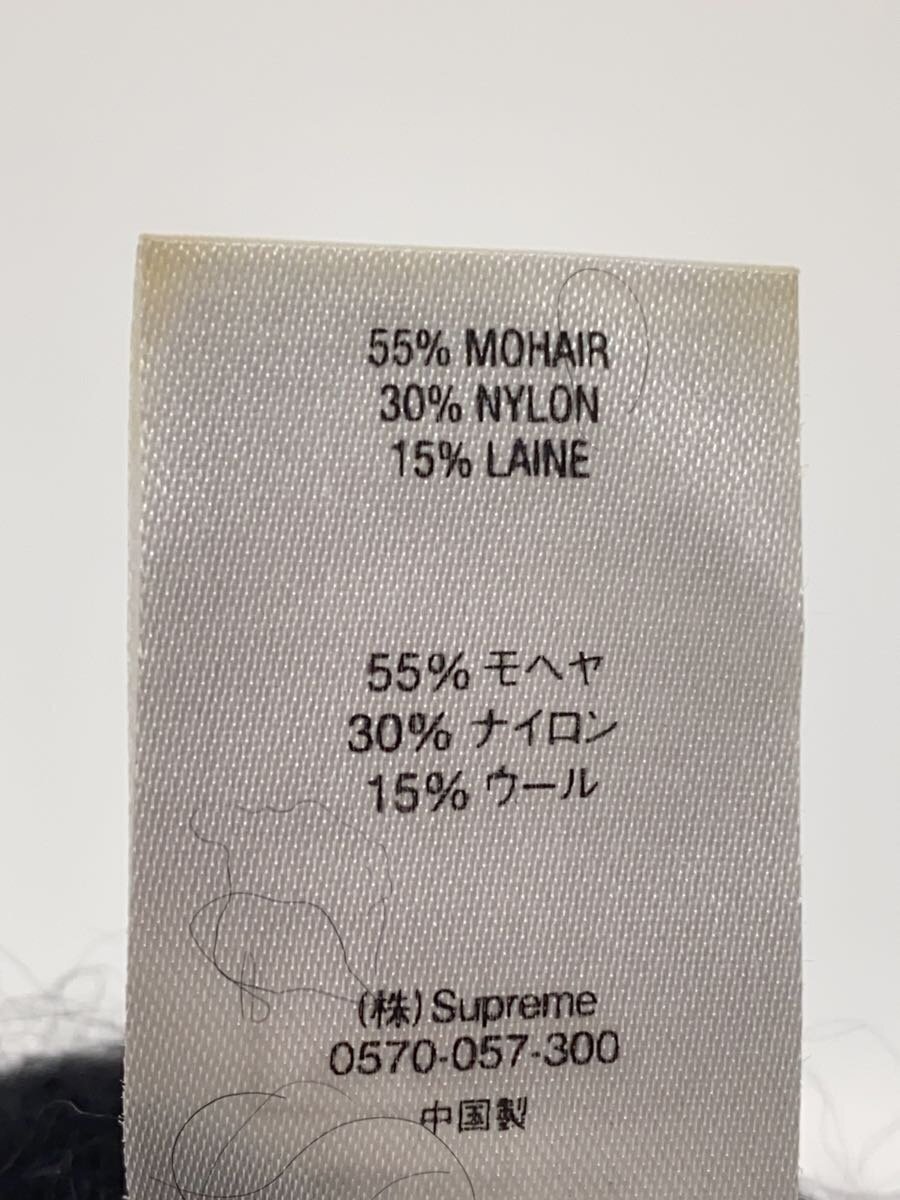 55% MOHAIR
30% NYLON
15% LAINE
55% モヘヤ
30% ナイロン
15% ウール
(株)Supreme
0570-057-300
中国製